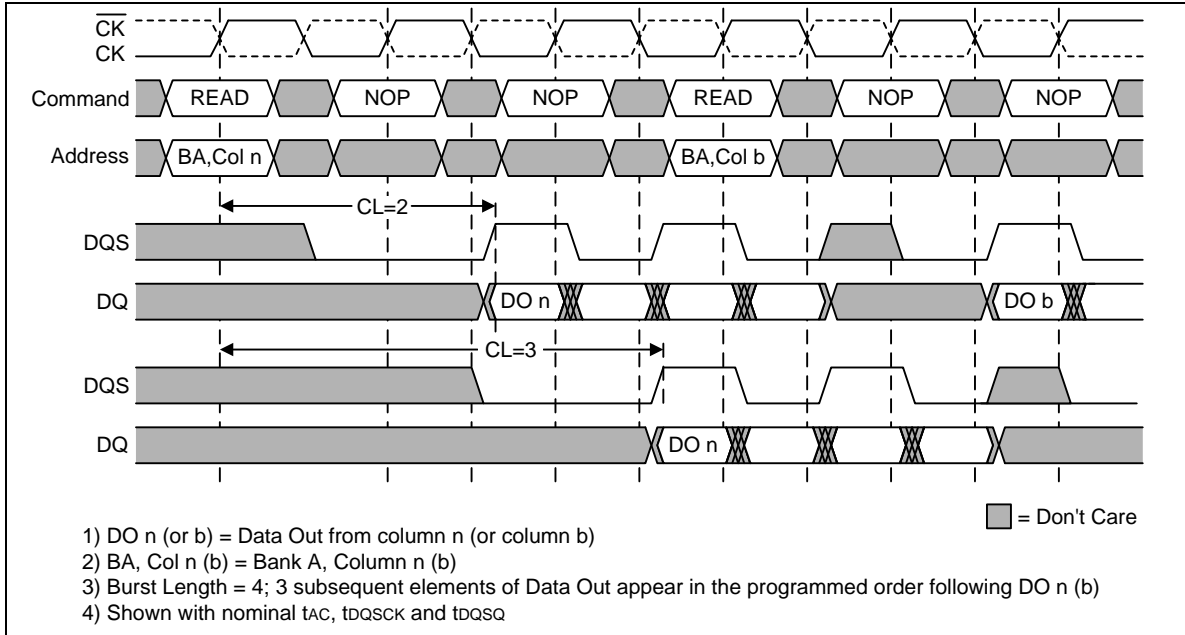 CK
CK
Command READ NOP NOP READ NOP NOP
Address BA,Col n BA,Col b
CL=2
DQS
DQ DO n DO b
CL=3
DQS
DQ DO n
= Don't Care
1) DO n (or b) = Data Out from column n (or column b)
2) BA, Col n (b) = Bank A, Column n (b)
3) Burst Length = 4; 3 subsequent elements of Data Out appear in the programmed order following DO n (b)
4) Shown with nominal tAC, tDQSCK and tDQSQ